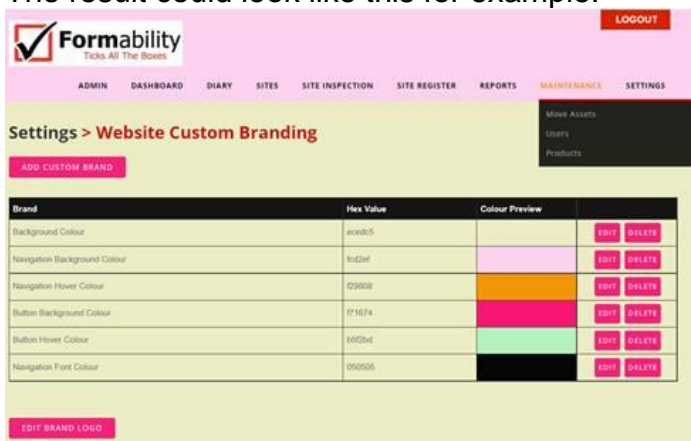 The result could look like this for example:
LOGOUT
Formability
Ticks All The Boxes
ADMIN DASHBOARD DIARY SITES SITE INSPECTION SITE REGISTER REPORTS MAINTENANCE SETTINGS
Move Assets
Users
Products
Settings > Website Custom Branding
ADD CUSTOM BRAND
Brand Hex Value Colour Preview
Background Colour ecedc5 EDIT DELETE
Navigation Background Colour fcd2ef EDIT DELETE
Navigation Hover Colour f29808 EDIT DELETE
Button Background Colour f71674 EDIT DELETE
Button Hover Colour EDIT DELETE
Navigation Font Colour 050505 EDIT DELETE
EDIT BRAND LOGO